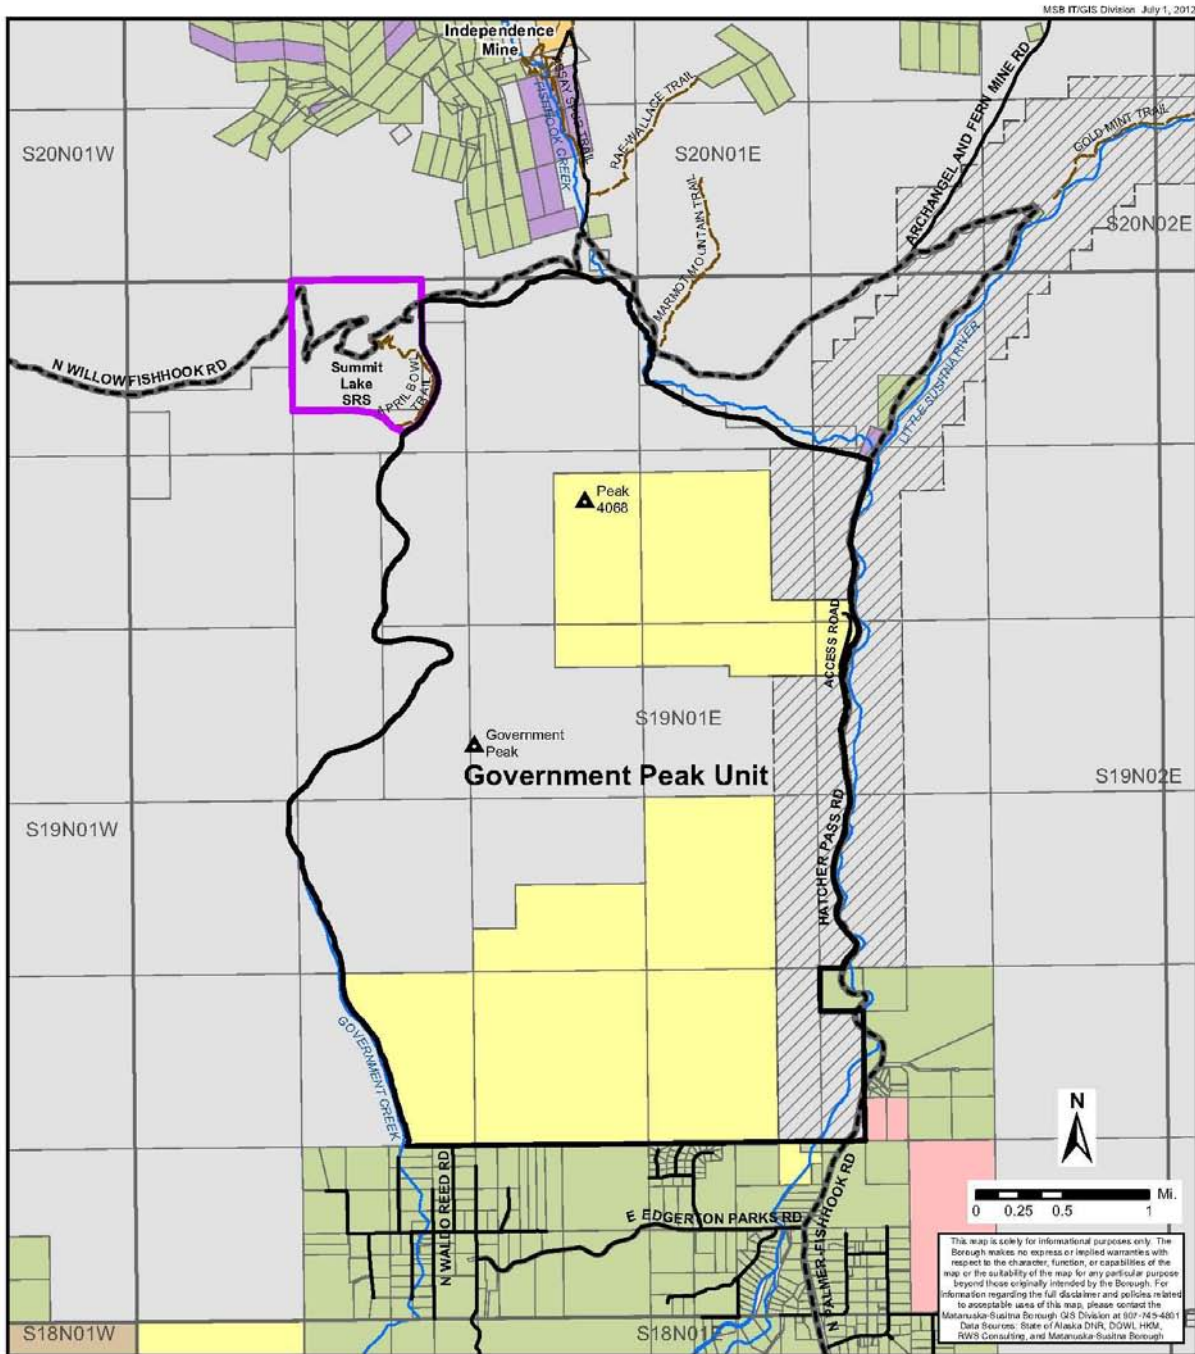 MSB IT/GIS Division July 1, 2012
Independence
Mine
ASSAY SPUR TRAIL
FISHHOOK CREEK
RAE-WALLACE TRAIL
ARCHANGEL AND FERN MINE RD
GOLD MINT TRAIL
S20N01W
S20N01E
S20N02E
MARMOT MOUNTAIN TRAIL
N WILLOW FISHHOOK RD
Summit
Lake
SRS
APRIL BOWL
TRAIL
LITTLE SUSITNA RIVER
Peak
4068
ACCESS ROAD
S19N01E
Government
Peak
Government Peak Unit
S19N02E
HATCHER PASS RD
S19N01W
GOVERNMENT CREEK
N
N WALDO REED RD
E EDGERTON PARKS RD
N PALMER-FISHHOOK RD
Mi.
0 0.25 0.5 1
This map is solely for informational purposes only. The
Borough makes no express or implied warranties with
respect to the character, function, or capabilities of the
map or the suitability of the map for any particular purpose
beyond those originally intended by the Borough. For
information regarding the full disclaimer and policies related
to acceptable uses of this map, please contact the
Matanuska-Susitna Borough GIS Division at 907-745-4801
Data Sources: State of Alaska DNR, DOWL HKM,
RWS Consulting, and Matanuska-Susitna Borough
S18N01W
S18N01E
E